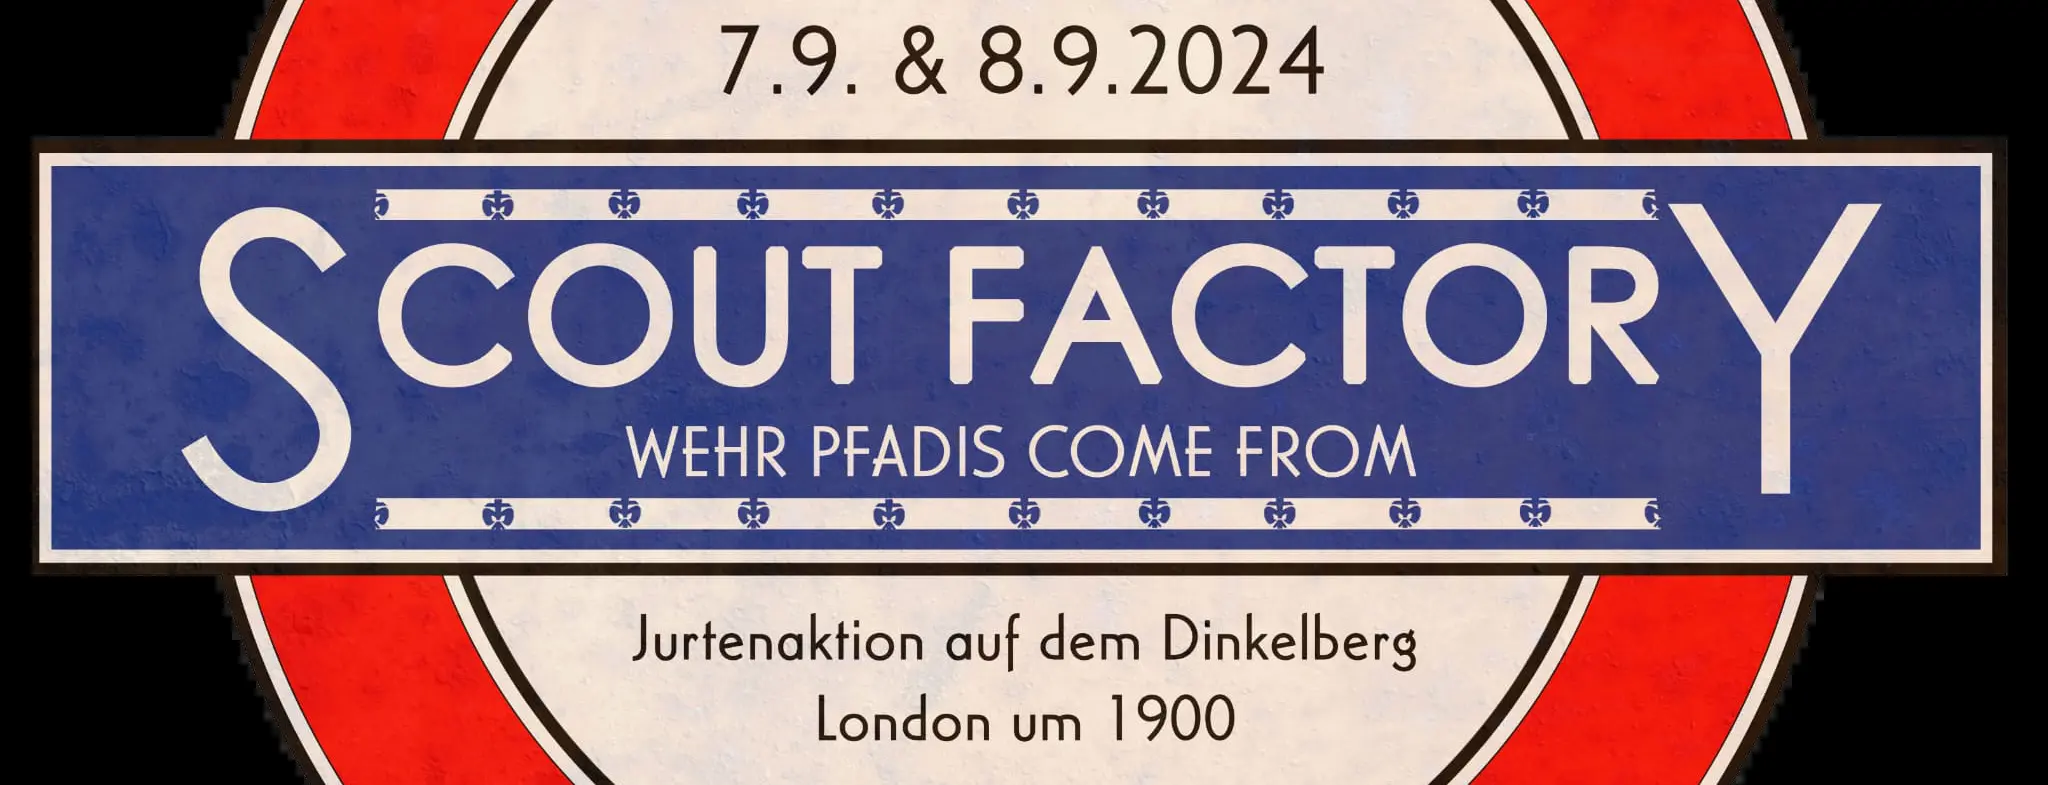 7.9. & 8.9.2024
SCOUT FACTORY
WEHR PFADIS COME FROM
Jurtenaktion auf dem Dinkelberg
London um 1900